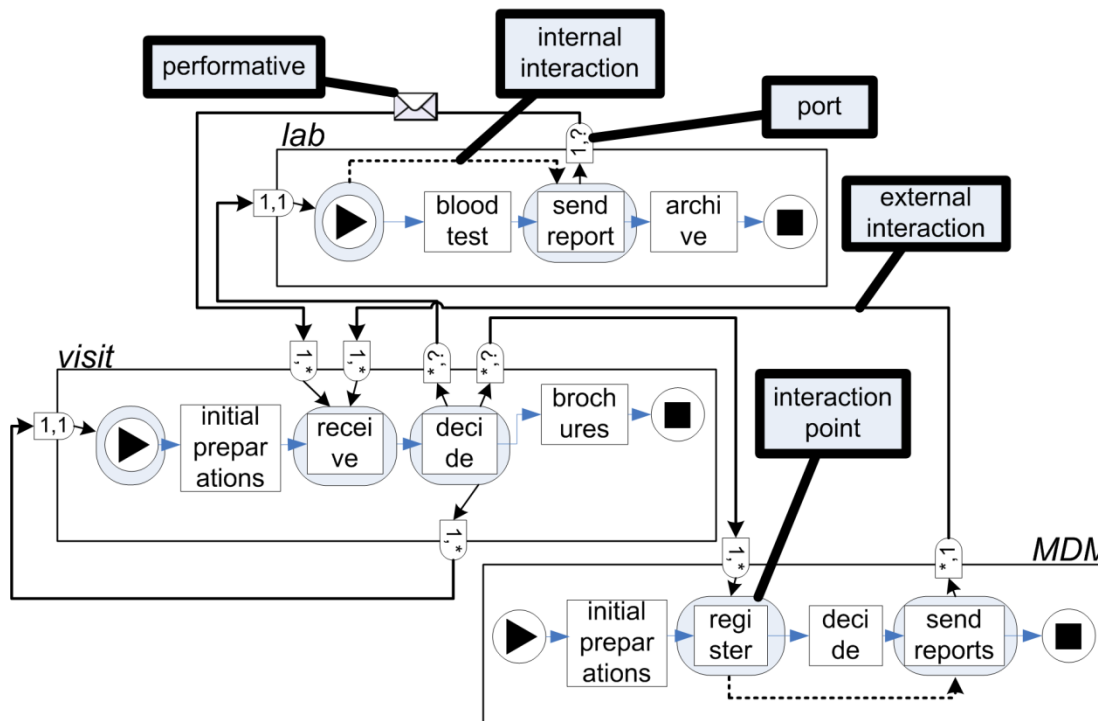 performative
internal
interaction
port
external
interaction
lab
1,?
1,1
blood
test
send
report
archi
ve
visit
1,*
1,*
*,?
*,?
1,1
initial
prepar
ations
recei
ve
deci
de
broch
ures
1,*
interaction
point
MDM
1,*
*,1
initial
prepar
ations
regi
ster
deci
de
send
reports